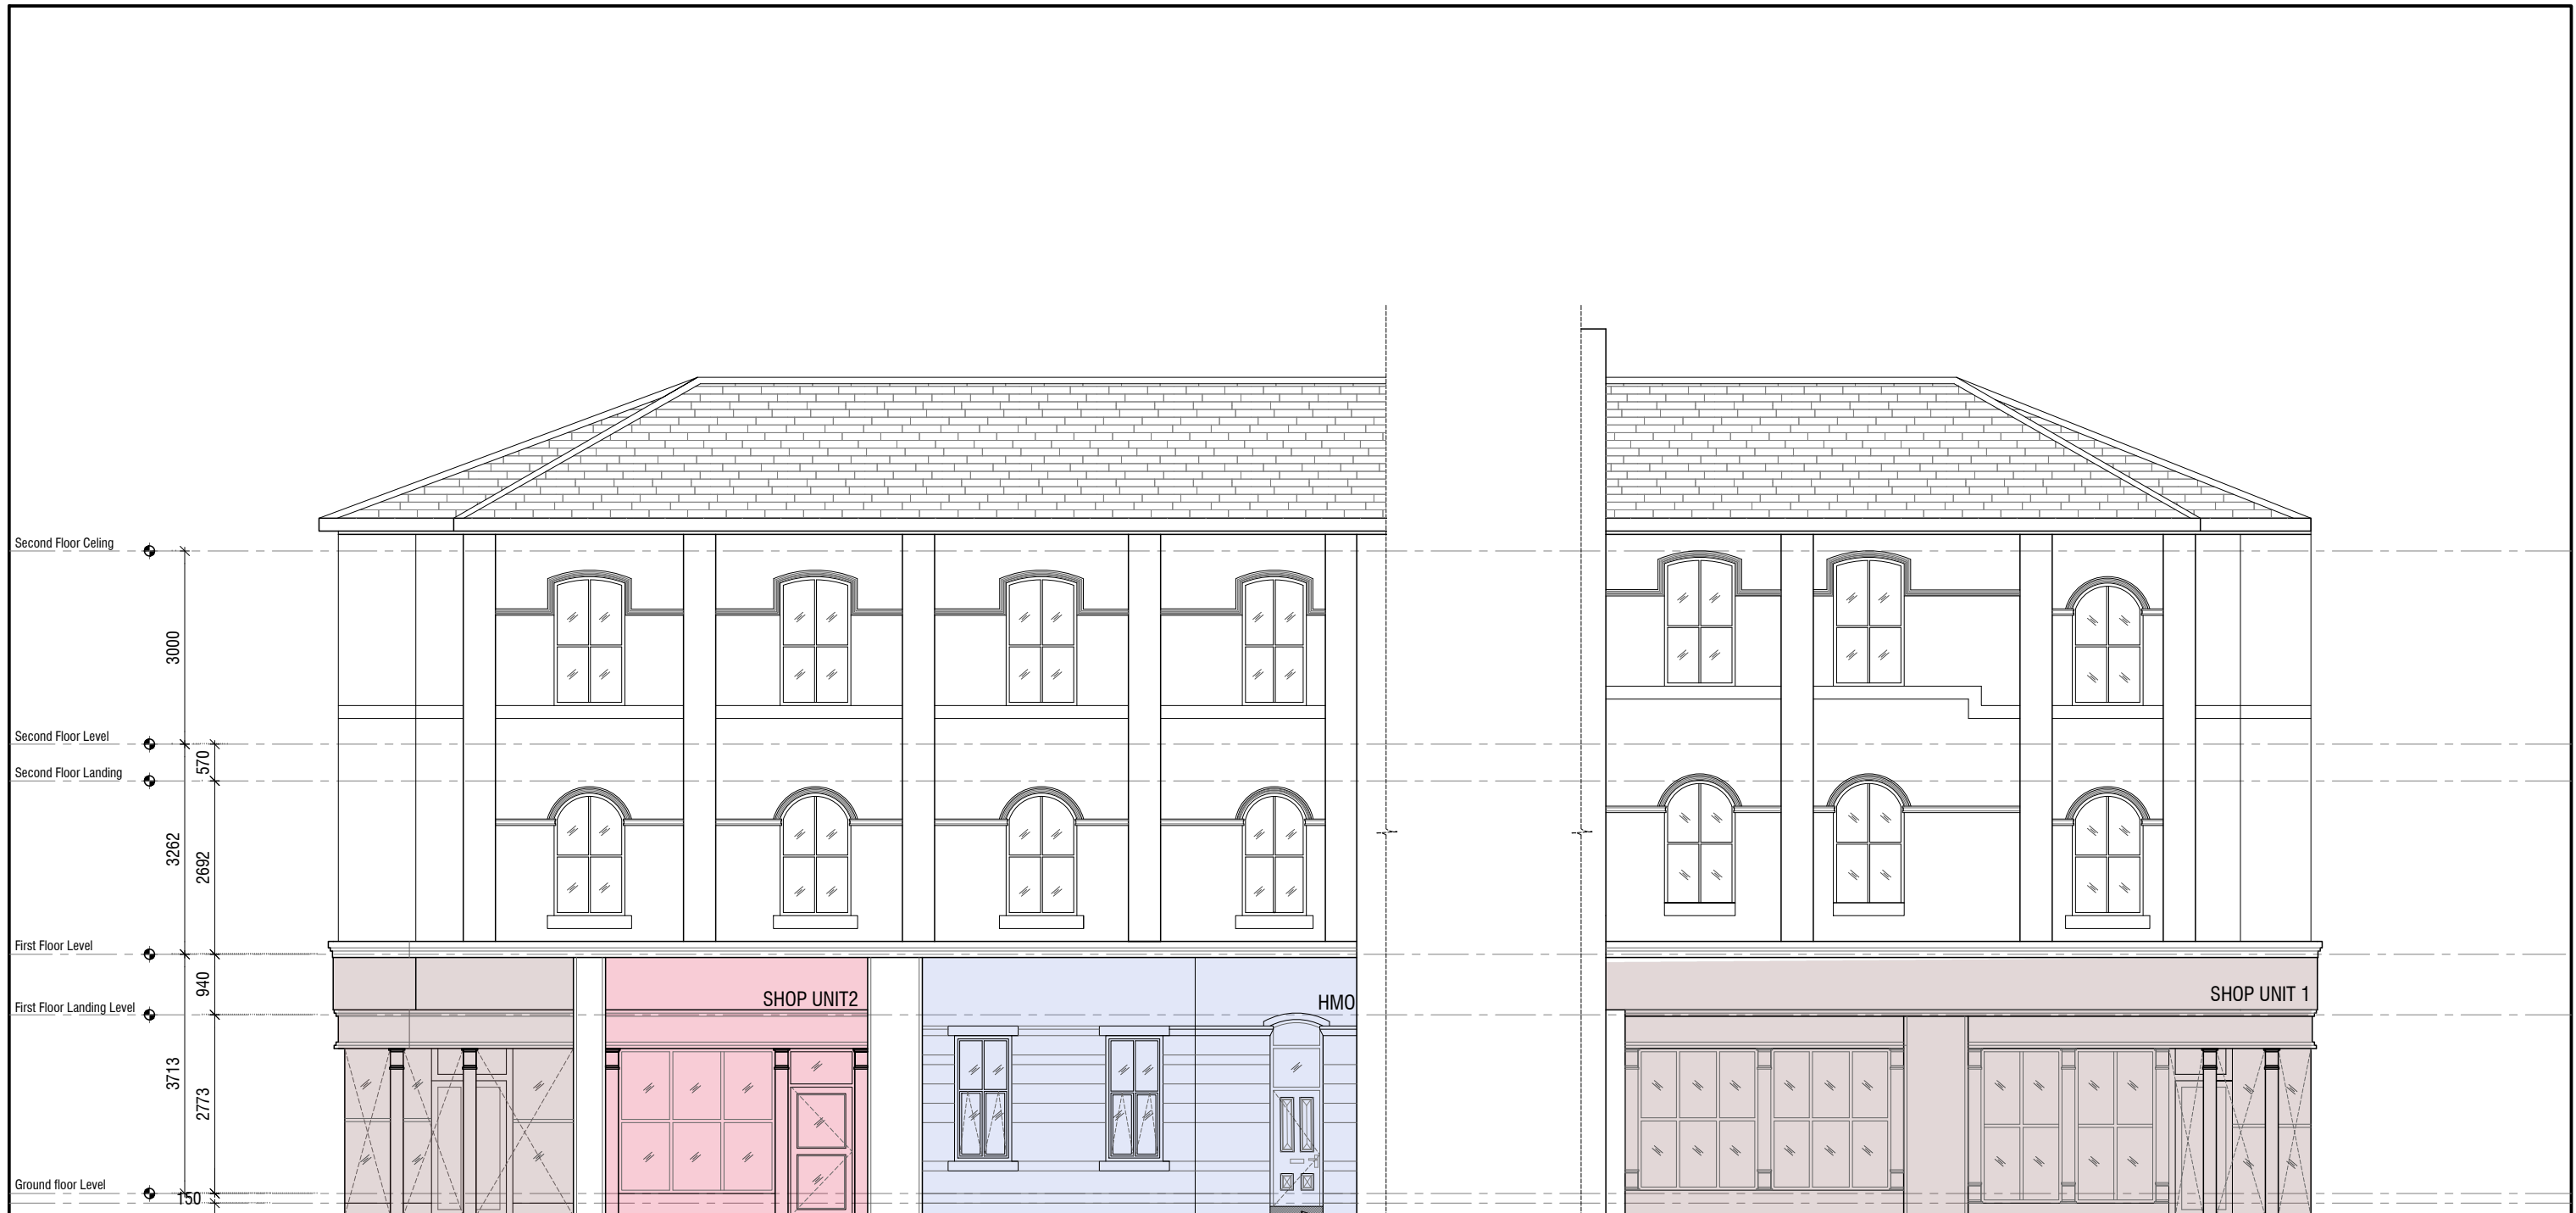 Second Floor Celing
3000
Second Floor Level
570
Second Floor Landing
3262
2692
First Floor Level
940
SHOP UNIT2
HMO
SHOP UNIT 1
First Floor Landing Level
3713
2773
Ground floor Level
150